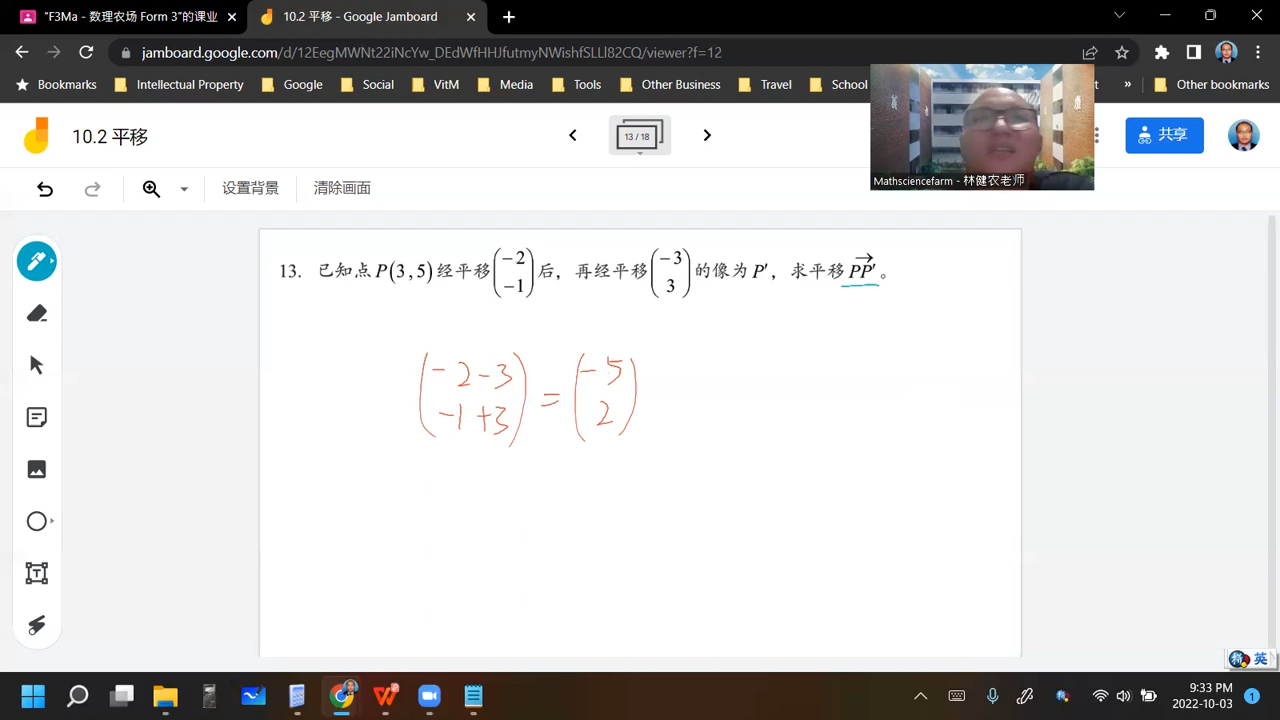 "F3Ma - 数理农场 Form 3"的课业
10.2 平移 - Google Jamboard
jamboard.google.com/d/12EegMWNt22iNcYw_DEdWfHHJfutmyNWishfSLLl82CQ/viewer?f=12
Bookmarks Intellectual Property Google Social VitM Media Tools Other Business Travel School » Other bookmarks
10.2 平移
13 / 18
共享
Mathsciencefarm - 林健农老师
设置背景 清除画面
13. 已知点 P(3,5) 经平移 (−2 −1) 后，再经平移 (−3 3) 的像为 P′，求平移 PP′。
(-2-3 -1+3) = (-5 2)
英
9:33 PM
2022-10-03
1